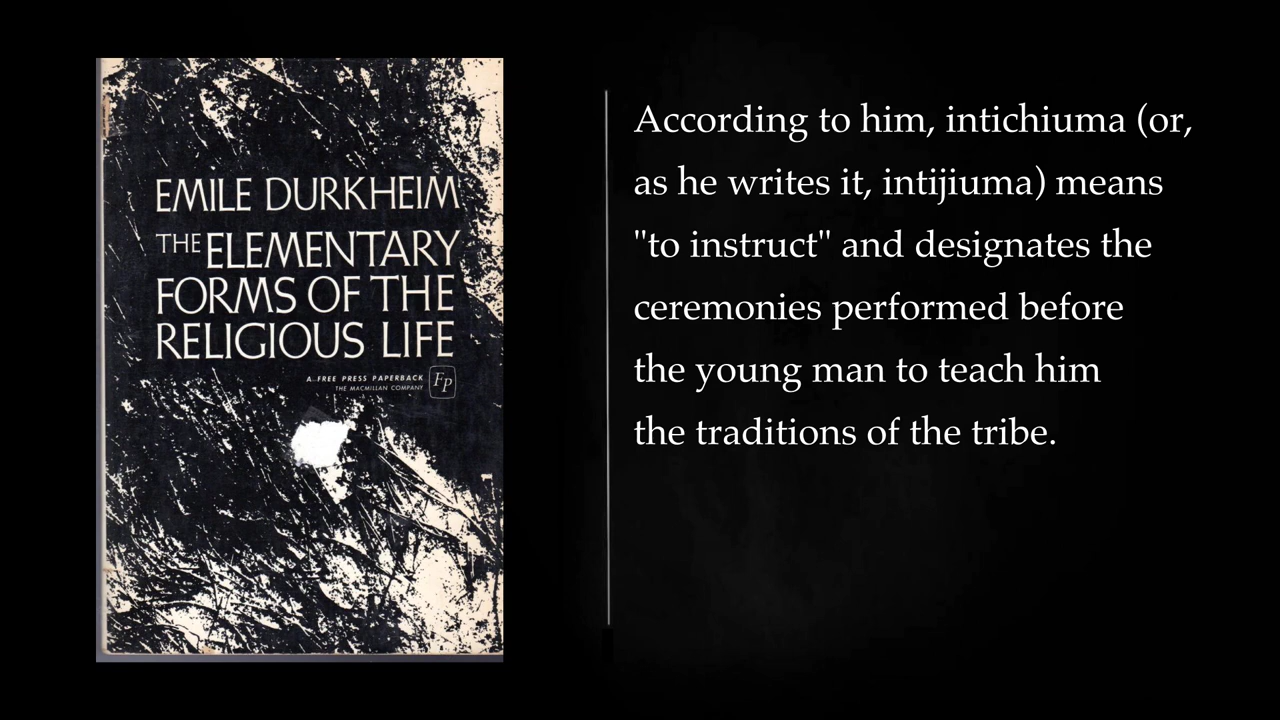 EMILE DURKHEIM
THE ELEMENTARY
FORMS OF THE
RELIGIOUS LIFE
A FREE PRESS PAPERBACK
THE MACMILLAN COMPANY
FP
According to him, intichiuma (or,
as he writes it, intijiuma) means
"to instruct" and designates the
ceremonies performed before
the young man to teach him
the traditions of the tribe.